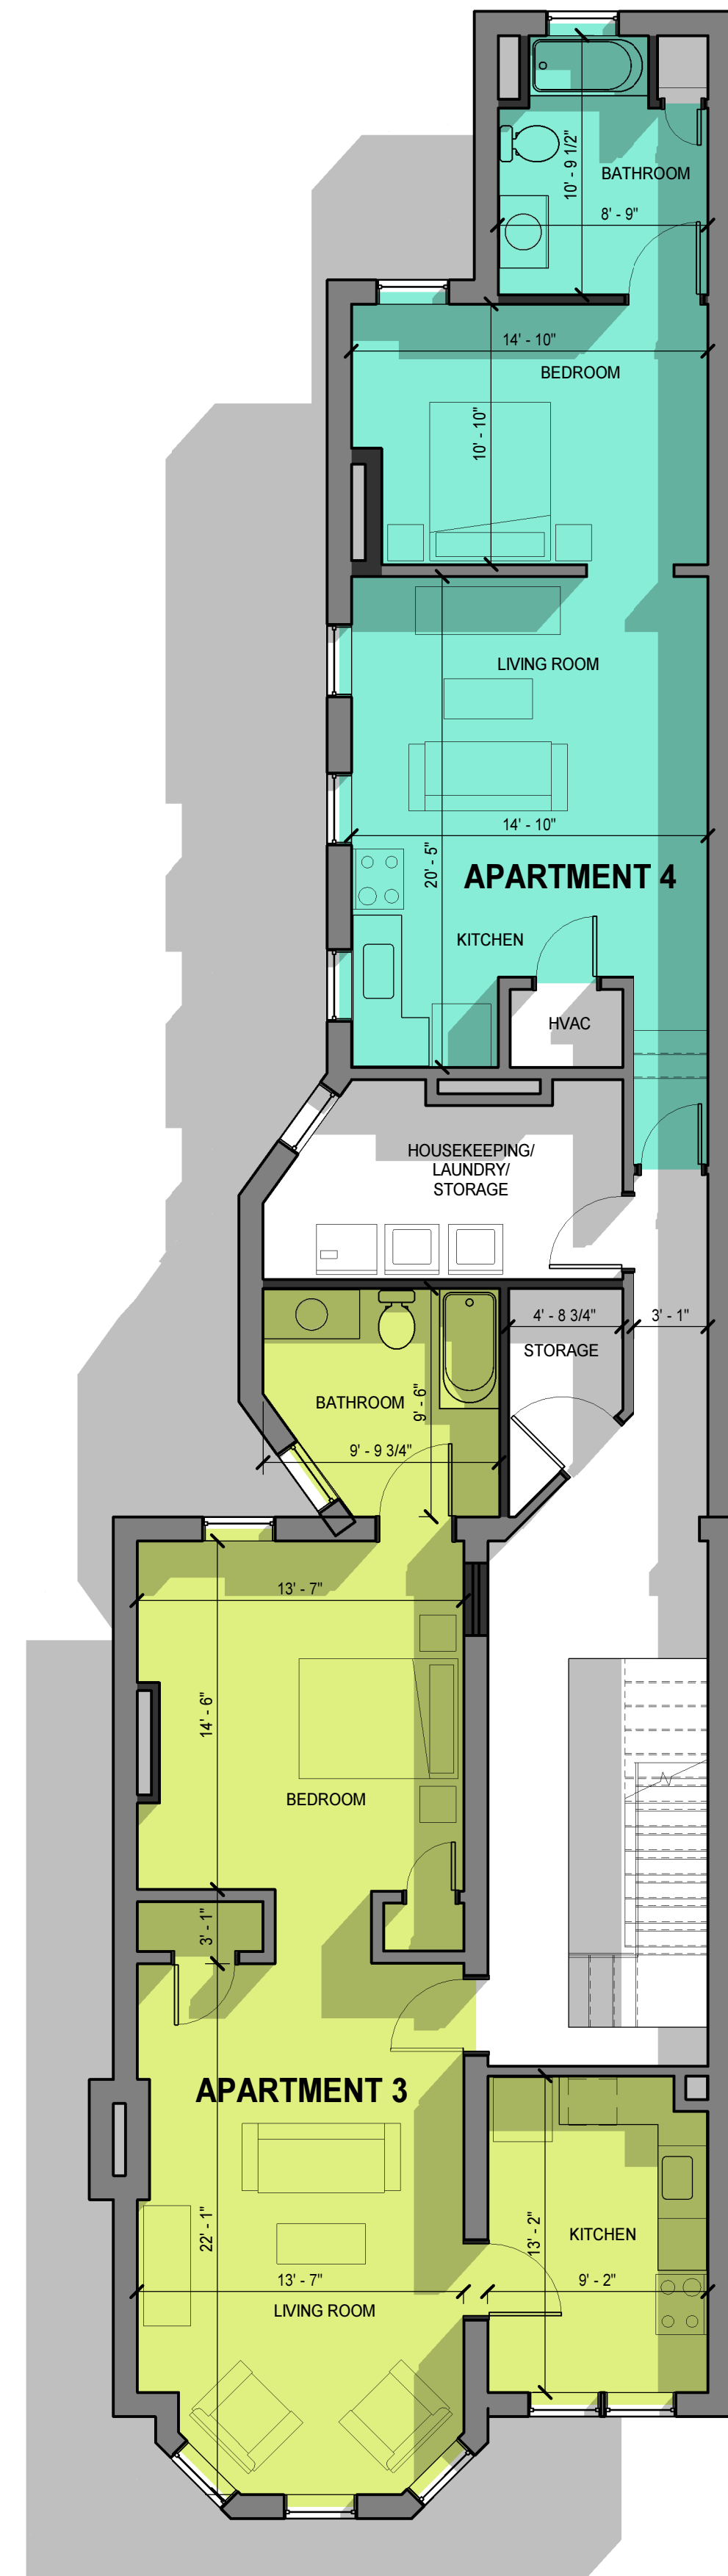 10' - 9 1/2"
BATHROOM
8' - 9"
14' - 10"
BEDROOM
10' - 10"
LIVING ROOM
14' - 10"
20' - 5"
APARTMENT 4
KITCHEN
HVAC
HOUSEKEEPING/
LAUNDRY/
STORAGE
4' - 8 3/4"
3' - 1"
STORAGE
BATHROOM
9' - 6"
9' - 9 3/4"
13' - 7"
14' - 6"
BEDROOM
3' - 1"
APARTMENT 3
22' - 1"
13' - 2"
KITCHEN
13' - 7"
9' - 2"
LIVING ROOM